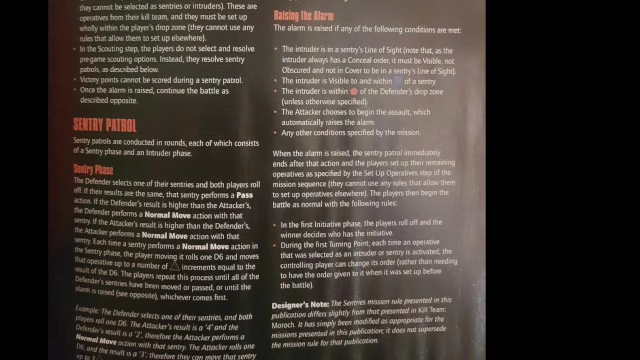 they cannot be selected as sentries or intruders). These are
operatives from their kill team, and they must be set up
wholly within the player's drop zone (they cannot use any
rules that allow them to set up elsewhere).
• In the Scouting step, the players do not select and resolve
pre-game scouting options. Instead, they resolve sentry
patrols, as described below.
• Victory points cannot be scored during a sentry patrol.
• Once the alarm is raised, continue the battle as
described opposite.
SENTRY PATROL
Sentry patrols are conducted in rounds, each of which consists
of a Sentry phase and an Intruder phase.
Sentry Phase
The Defender selects one of their sentries and both players roll
off. If their results are the same, that sentry performs a Pass
action. If the Defender's result is higher than the Attacker's,
the Defender performs a Normal Move action with that
sentry. If the Attacker's result is higher than the Defender's,
the Attacker performs a Normal Move action with that
sentry. Each time a sentry performs a Normal Move action in
the Sentry phase, the player moving it rolls one D6 and moves
that operative up to a number of increments equal to the
result of the D6. The players repeat this process until all of the
Defender's sentries have been moved or passed, or until the
alarm is raised (see opposite), whichever comes first.
Example: The Defender selects one of their sentries, and both
players roll one D6. The Attacker's result is a '4' and the
Defender's result is a '2', therefore the Attacker performs a
Normal Move action with that sentry. The Attacker rolls one
D6, and the result is a '3', therefore they can move that sentry
up to 3
Raising the Alarm
The alarm is raised if any of the following conditions are met:
• The intruder is in a sentry's Line of Sight (note that, as the
intruder always has a Conceal order, it must be Visible, not
Obscured and not in Cover to be in a sentry's Line of Sight).
• The intruder is Visible to and within of a sentry.
• The intruder is within of the Defender's drop zone
(unless otherwise specified).
• The Attacker chooses to begin the assault, which
automatically raises the alarm.
• Any other conditions specified by the mission.
When the alarm is raised, the sentry patrol immediately
ends after that action and the players set up their remaining
operatives as specified by the Set Up Operatives step of the
mission sequence (they cannot use any rules that allow them
to set up operatives elsewhere). The players then begin the
battle as normal with the following rules:
• In the first Initiative phase, the players roll off and the
winner decides who has the initiative.
• During the first Turning Point, each time an operative
that was selected as an intruder or sentry is activated, the
controlling player can change its order (rather than needing
to have the order given to it when it was set up before
the battle).
Designer's Note: The Sentries mission rule presented in this
publication differs slightly from that presented in Kill Team:
Moroch. It has simply been modified as appropriate for the
missions presented in this publication; it does not supersede
the mission rule for that publication.